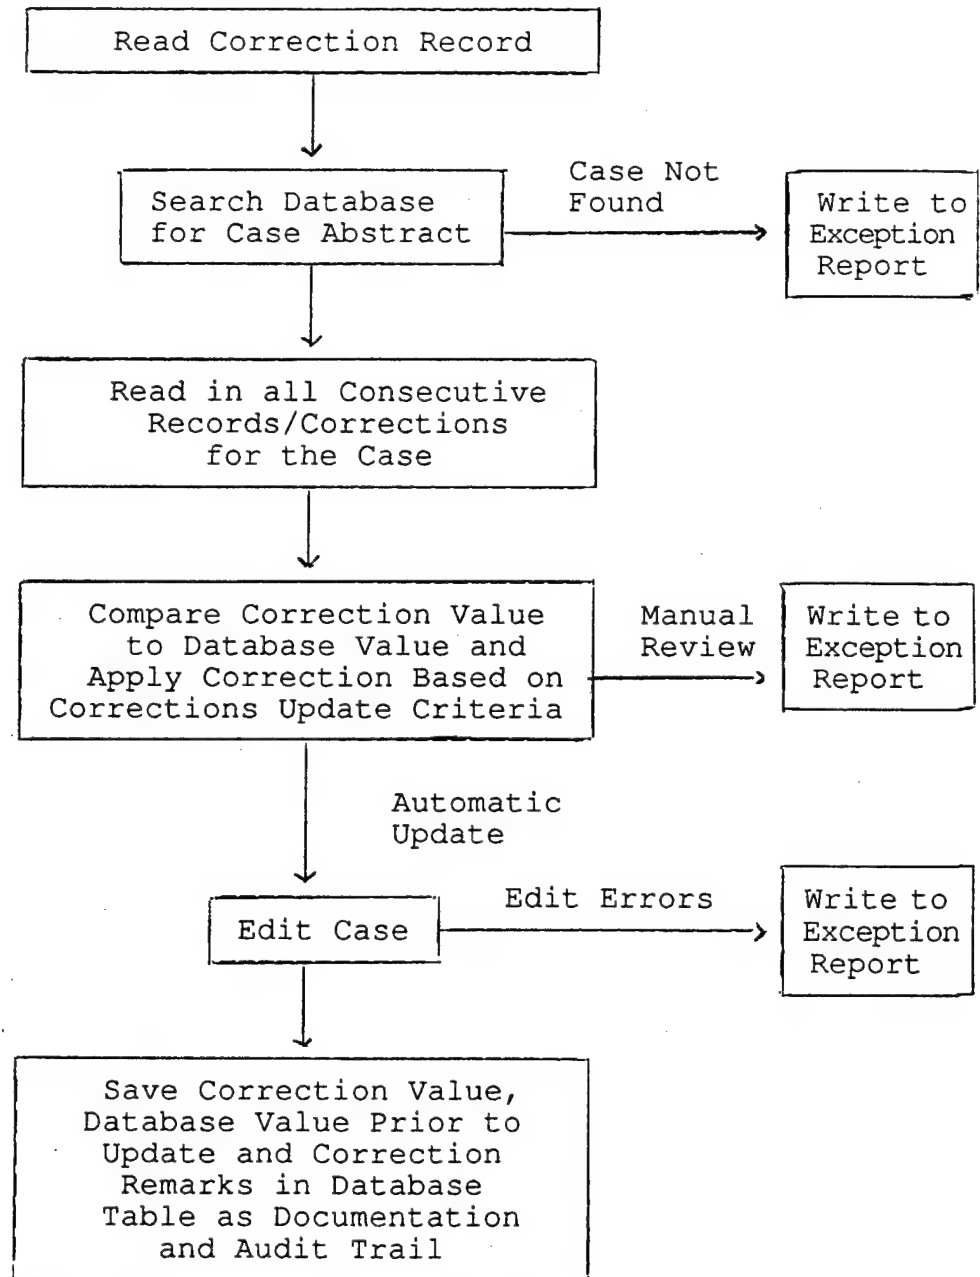 Read Correction Record
Search Database
for Case Abstract
Case Not
Found
Write to
Exception
Report
Read in all Consecutive
Records/Corrections
for the Case
Compare Correction Value
to Database Value and
Apply Correction Based on
Corrections Update Criteria
Manual
Review
Write to
Exception
Report
Automatic
Update
Edit Case
Edit Errors
Write to
Exception
Report
Save Correction Value,
Database Value Prior to
Update and Correction
Remarks in Database
Table as Documentation
and Audit Trail